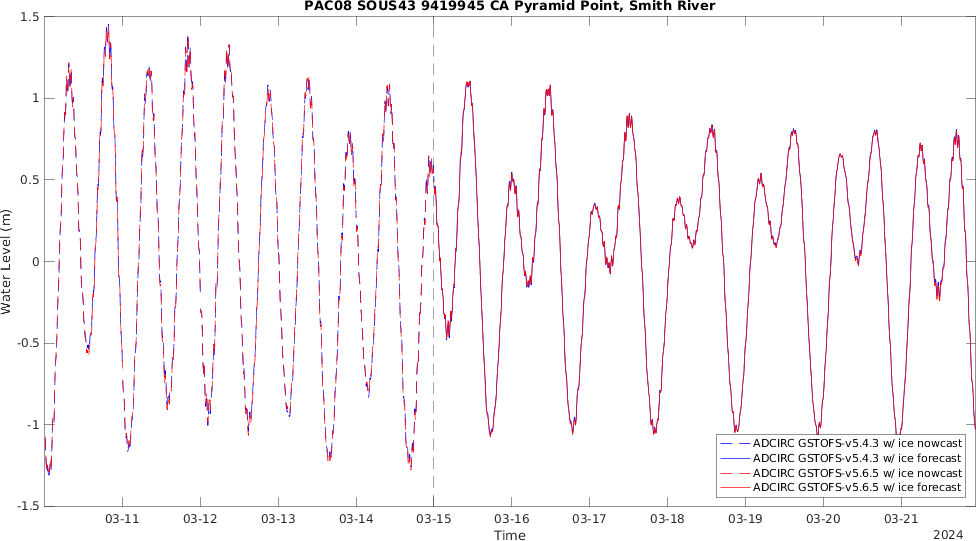 PAC08 SOUS43 9419945 CA Pyramid Point, Smith River
1.5
1
0.5
0
-0.5
-1
-1.5
Water Level (m)
ADCIRC GSTOFS-v5.4.3 w/ ice nowcast
ADCIRC GSTOFS-v5.4.3 w/ ice forecast
ADCIRC GSTOFS-v5.6.5 w/ ice nowcast
ADCIRC GSTOFS-v5.6.5 w/ ice forecast
03-11 03-12 03-13 03-14 03-15 03-16 03-17 03-18 03-19 03-20 03-21
Time
2024